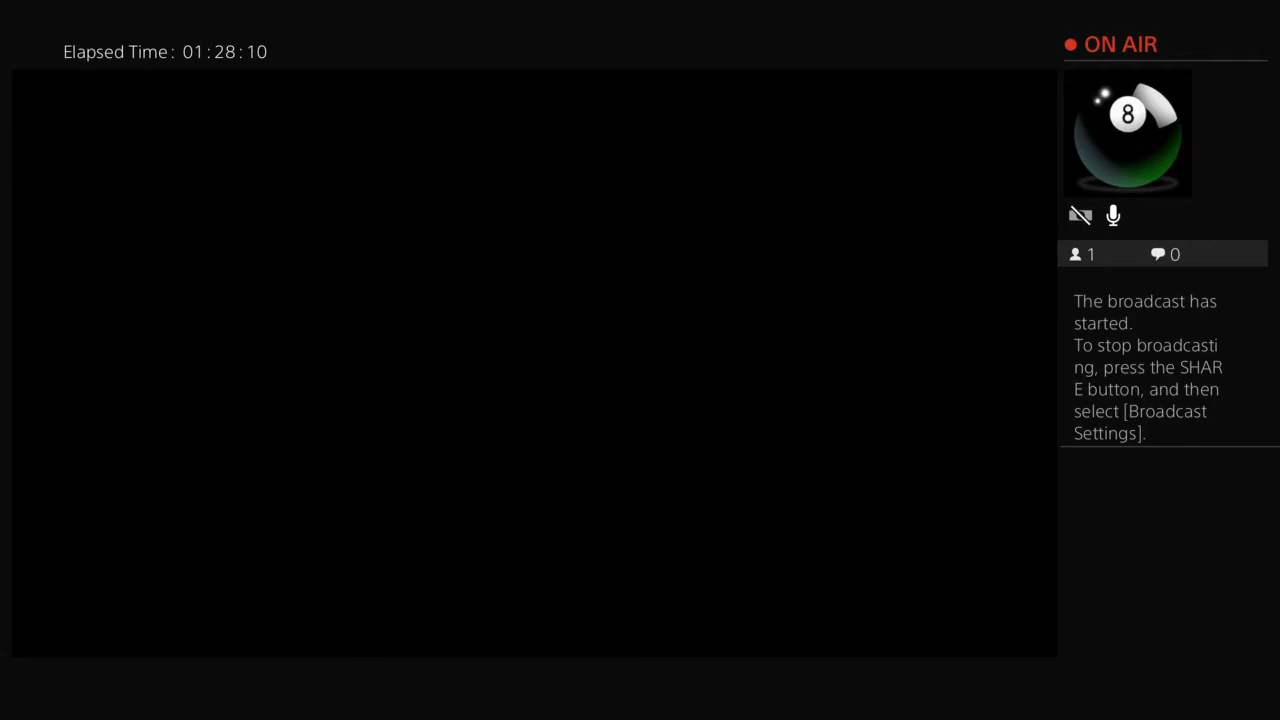 Elapsed Time: 01:28:10
ON AIR
8
1 0
The broadcast has
started.
To stop broadcasti
ng, press the SHAR
E button, and then
select [Broadcast
Settings].